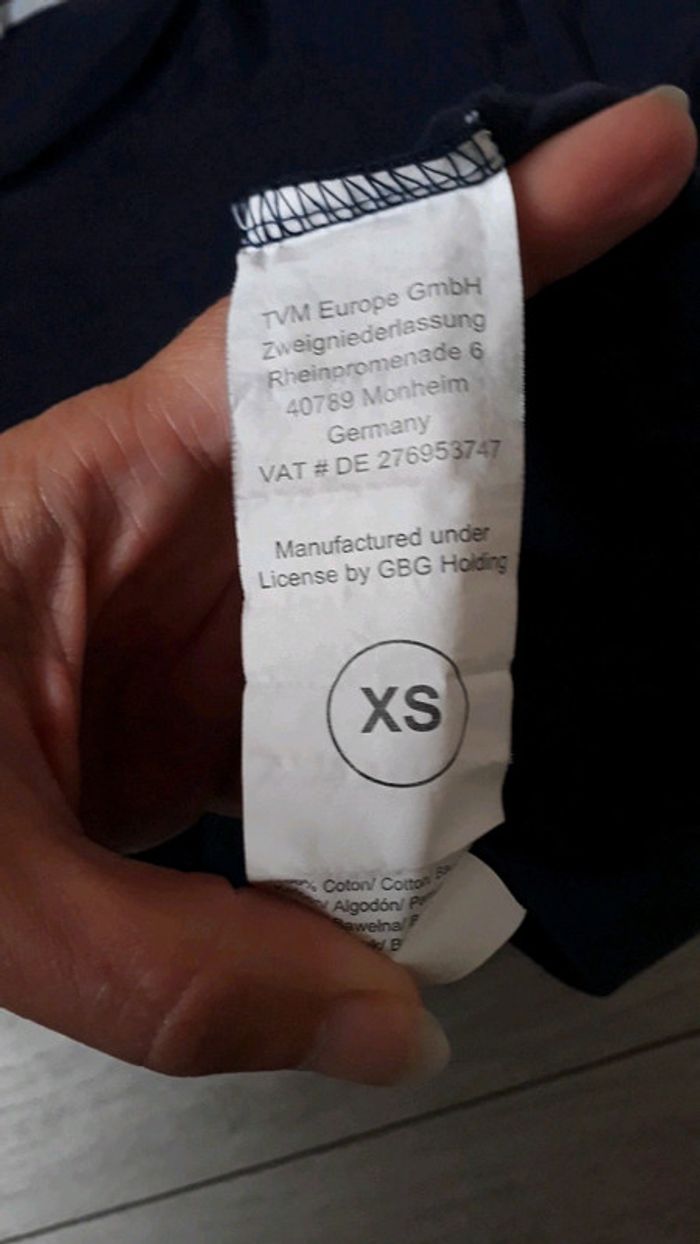 TVM Europe GmbH
Zweigniederlassung
Rheinpromenade 6
40789 Monheim
Germany
VAT # DE 276953747
Manufactured under
License by GBG Holding
XS
% Coton/ Cotton
/ Algodón/